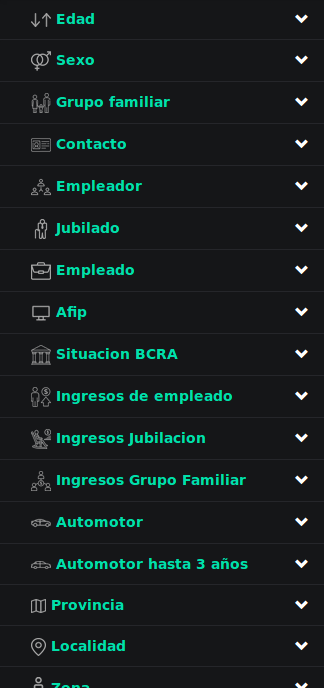 Edad
Sexo
Grupo familiar
Contacto
Empleador
Jubilado
Empleado
Afip
Situacion BCRA
Ingresos de empleado
Ingresos Jubilacion
Ingresos Grupo Familiar
Automotor
Automotor hasta 3 años
Provincia
Localidad
Zona